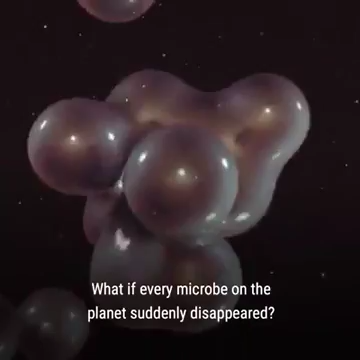 What if every microbe on the
planet suddenly disappeared?